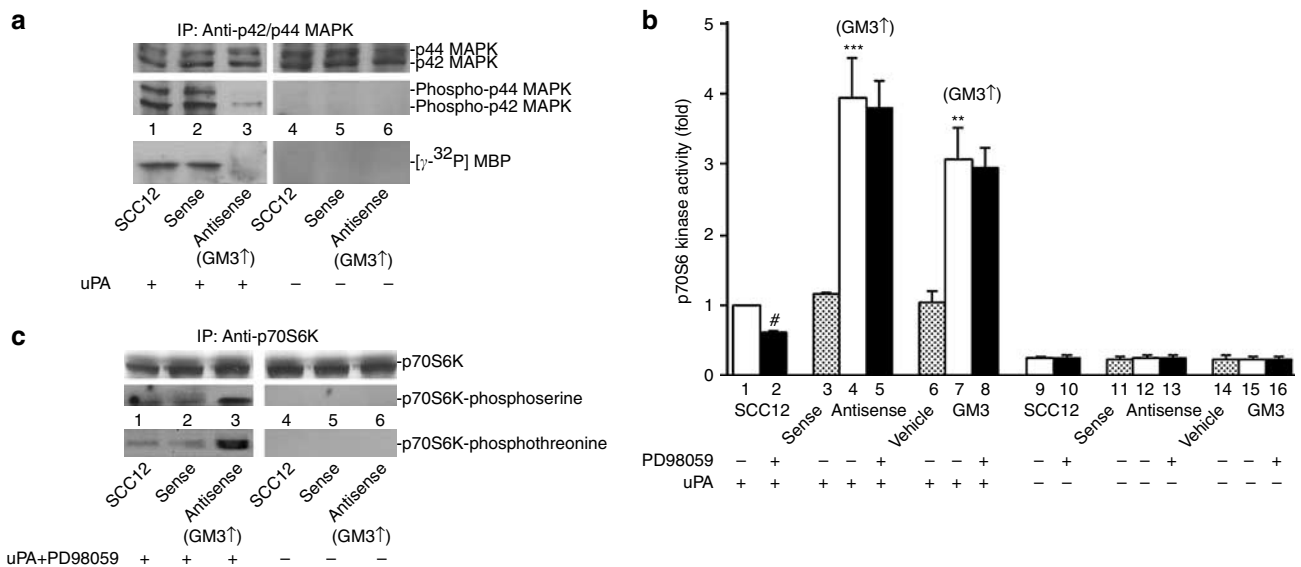 a
IP: Anti-p42/p44 MAPK
-p44 MAPK
-p42 MAPK
-Phospho-p44 MAPK
-Phospho-p42 MAPK
1 2 3 4 5 6
-[γ-32P] MBP
SCC12 Sense Antisense SCC12 Sense Antisense
(GM3↑) (GM3↑)
uPA + + + – – –
c
IP: Anti-p70S6K
-p70S6K
-p70S6K-phosphoserine
1 2 3 4 5 6
-p70S6K-phosphothreonine
SCC12 Sense Antisense SCC12 Sense Antisense
(GM3↑) (GM3↑)
uPA+PD98059 + + + – – –
b
p70S6 kinase activity (fold)
5
4
3
2
1
0
(GM3↑)
***
(GM3↑)
**
#
1 2 3 4 5 6 7 8 9 10 11 12 13 14 15 16
SCC12 Sense Antisense Vehicle GM3 SCC12 Sense Antisense Vehicle GM3
PD98059 – + – – + – – + – + – – + – – +
uPA + + + + + + + + – – – – – – – –